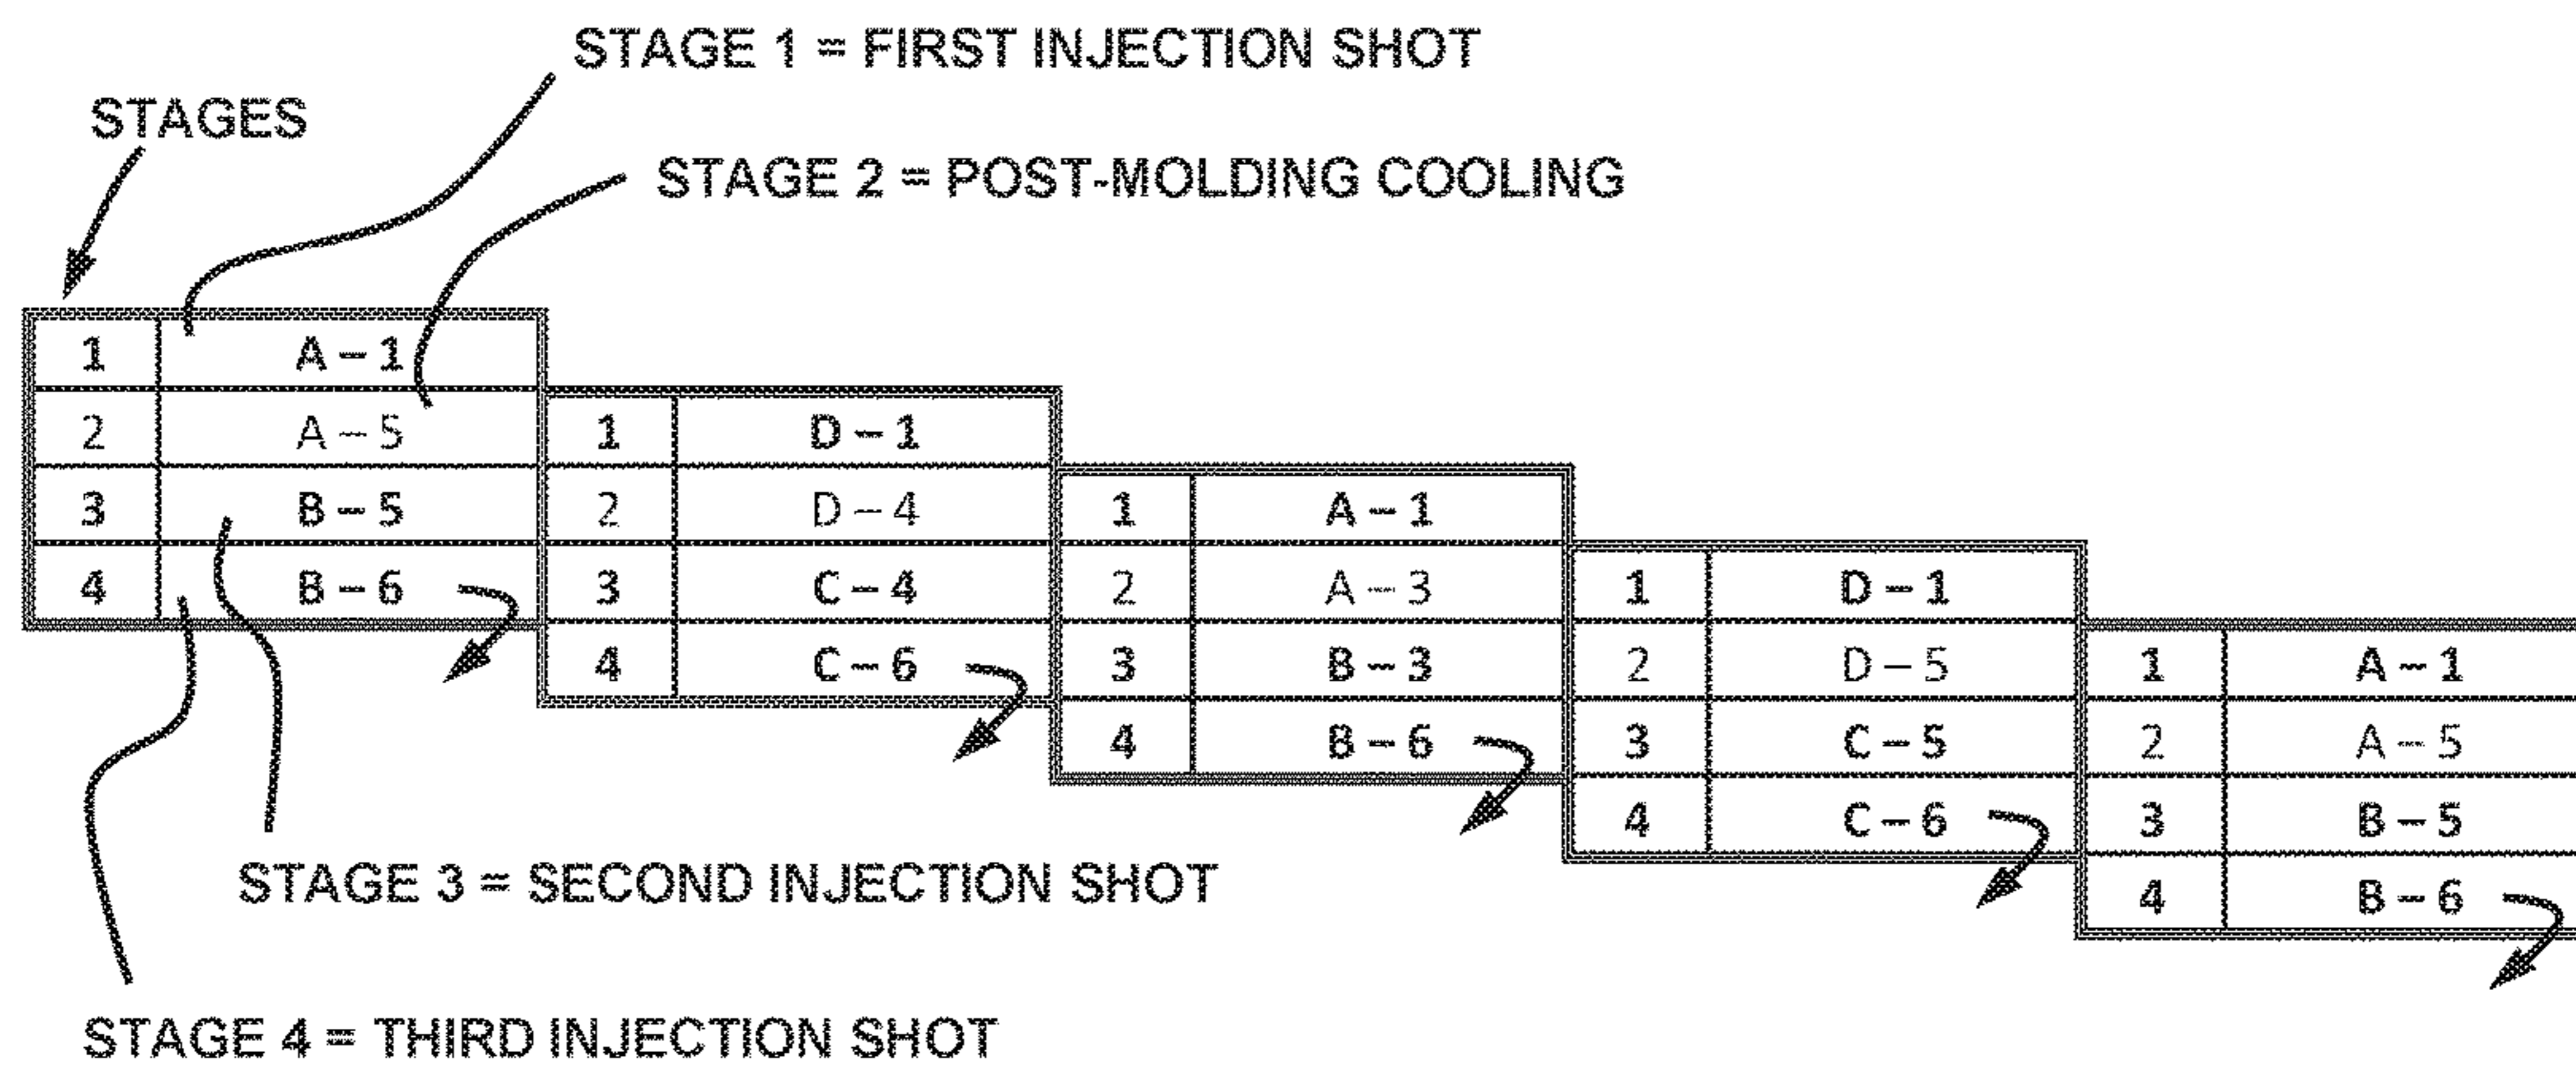 STAGE 1 = FIRST INJECTION SHOT
STAGES
STAGE 2 = POST-MOLDING COOLING
1 A – 1
2 A – 5 1 D – 1
3 B – 5 2 D – 4 1 A – 1
4 B – 6 3 C – 4 2 A – 3 1 D – 1
4 C – 6 3 B – 3 2 D – 5 1 A – 1
4 B – 6 3 C – 5 2 A – 5
4 C – 6 3 B – 5
STAGE 3 = SECOND INJECTION SHOT
4 B – 6
STAGE 4 = THIRD INJECTION SHOT